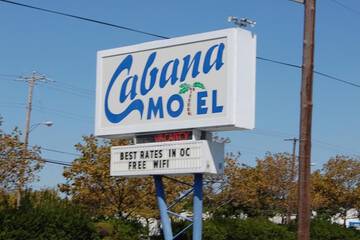 Cabana
MOTEL
VACANCY
BEST RATES IN OC
FREE WIFI